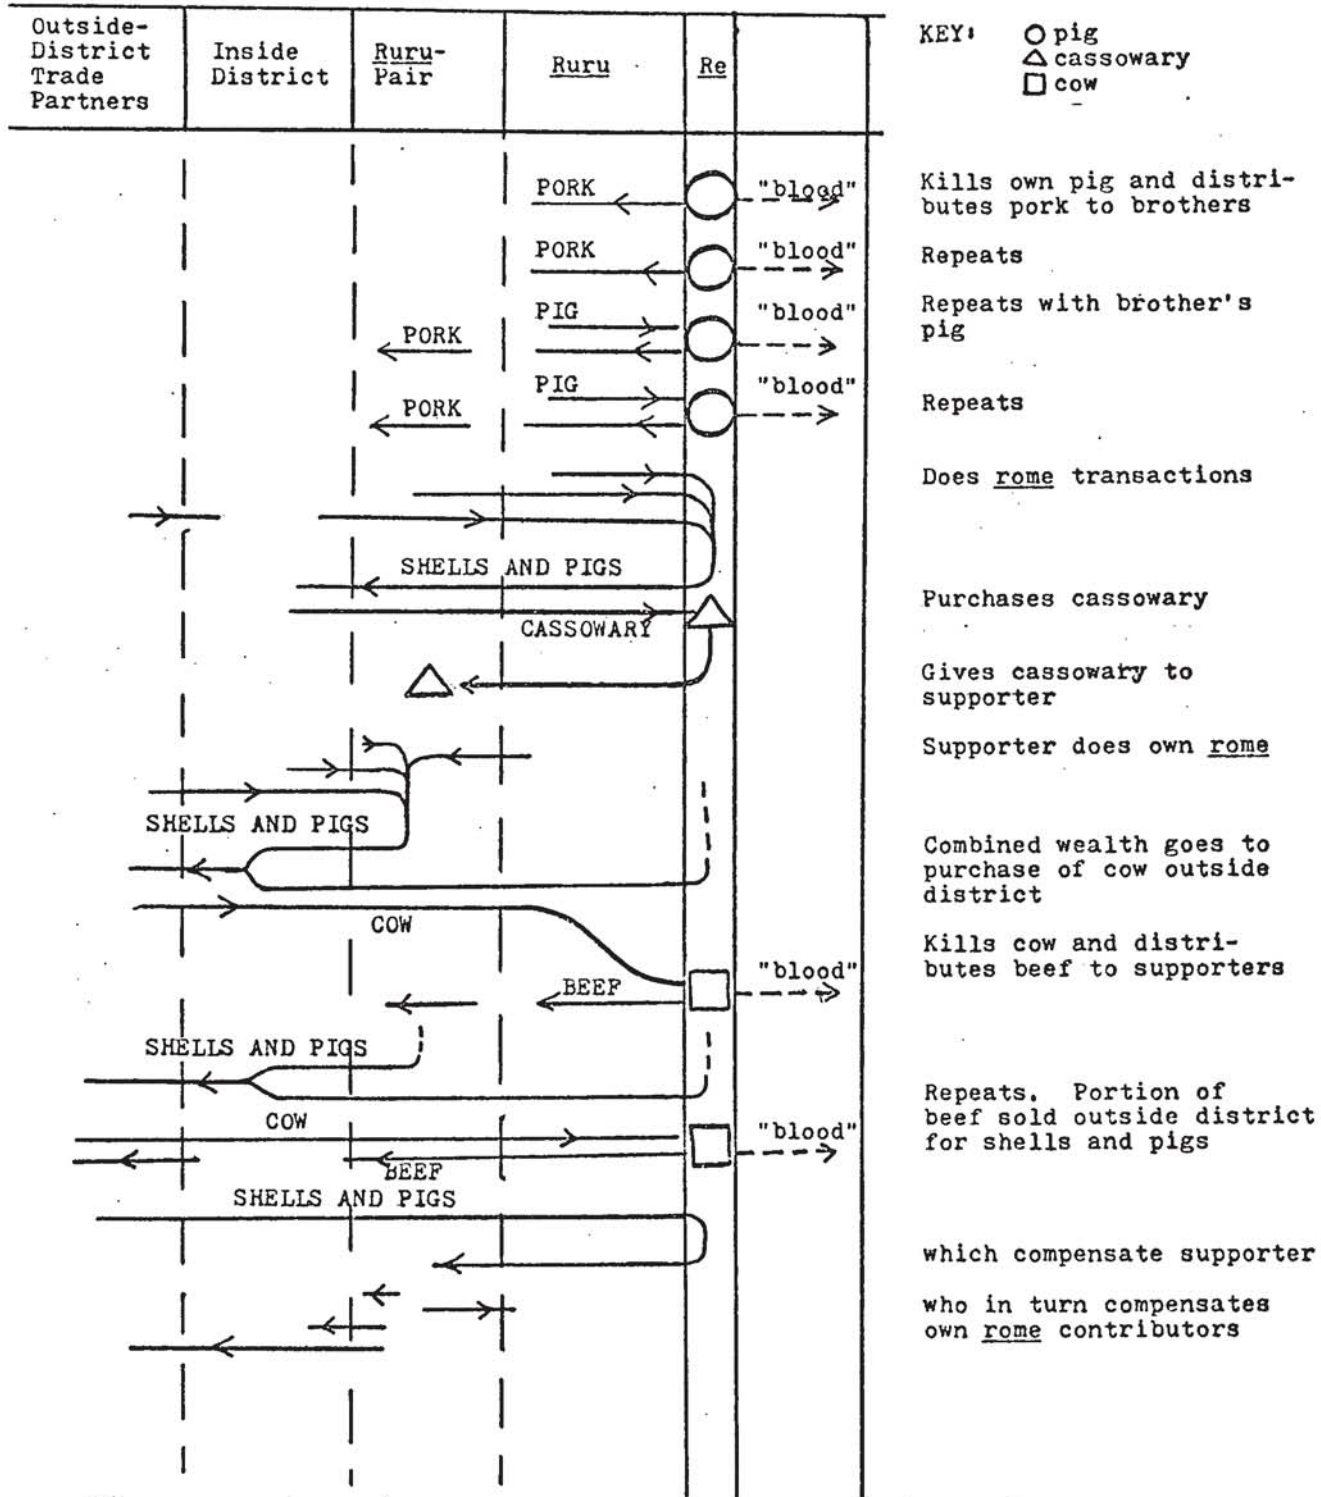 Outside-
District
Trade
Partners
Inside
District
Ruru-
Pair
Ruru
Re
KEY:
pig
cassowary
cow
PORK
"blood"
Kills own pig and distri-
butes pork to brothers
PORK
"blood"
Repeats
PIG
PORK
"blood"
Repeats with brother's
pig
PIG
PORK
"blood"
Repeats
Does rome transactions
SHELLS AND PIGS
CASSOWARY
Purchases cassowary
Gives cassowary to
supporter
Supporter does own rome
SHELLS AND PIGS
Combined wealth goes to
purchase of cow outside
district
COW
Kills cow and distri-
butes beef to supporters
BEEF
"blood"
SHELLS AND PIGS
Repeats. Portion of
beef sold outside district
for shells and pigs
COW
"blood"
BEEF
SHELLS AND PIGS
which compensate supporter
who in turn compensates
own rome contributors